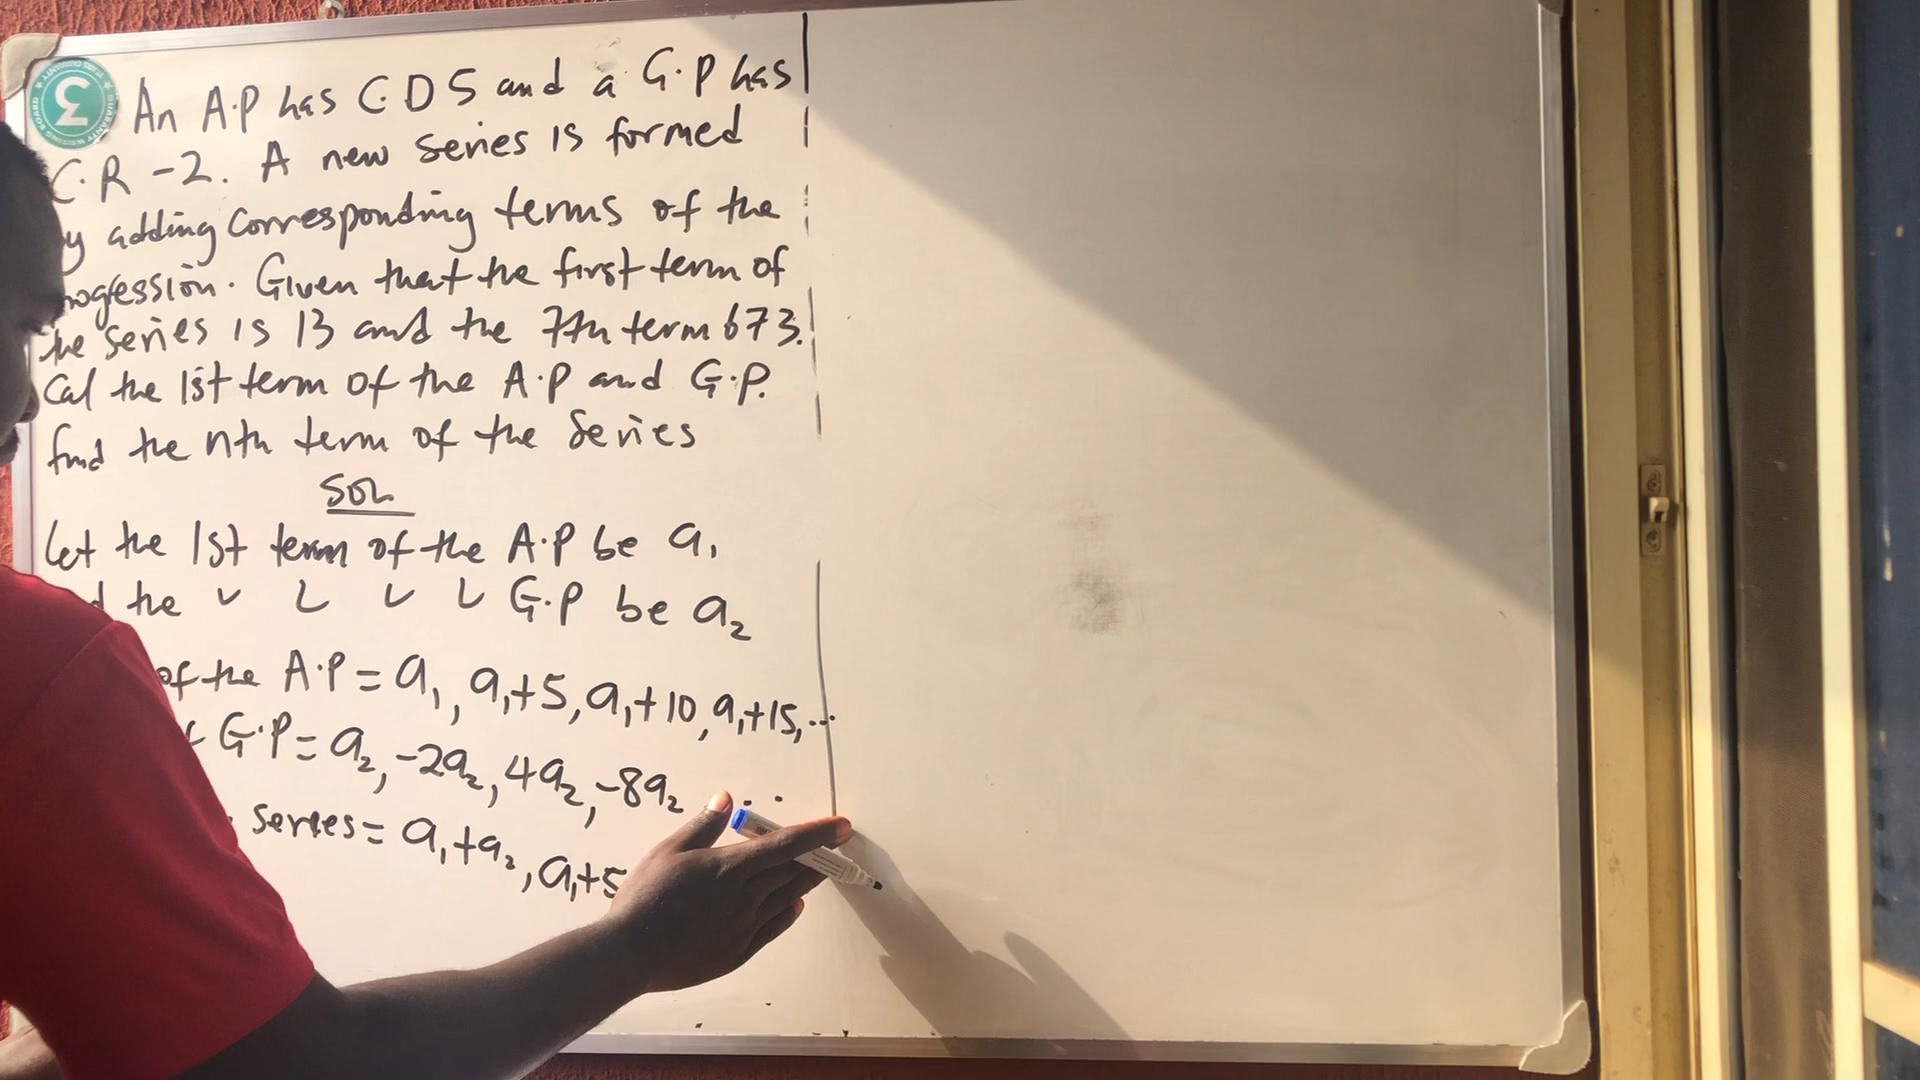 An A.P has C.D 5 and a G.P has
C.R -2. A new series is formed
y adding corresponding terms of the
rogession. Given that the first term of
the series is 13 and the 7th term 673.
Cal the 1st term of the A.P and G.P.
find the nth term of the series
SOL
Let the 1st term of the A.P be a₁
the G.P be a₂
of the A.P = a₁, a₁+5, a₁+10, a₁+15, ...
G.P = a₂, -2a₂, 4a₂, -8a₂ ...
series = a₁+a₂, a₁+5